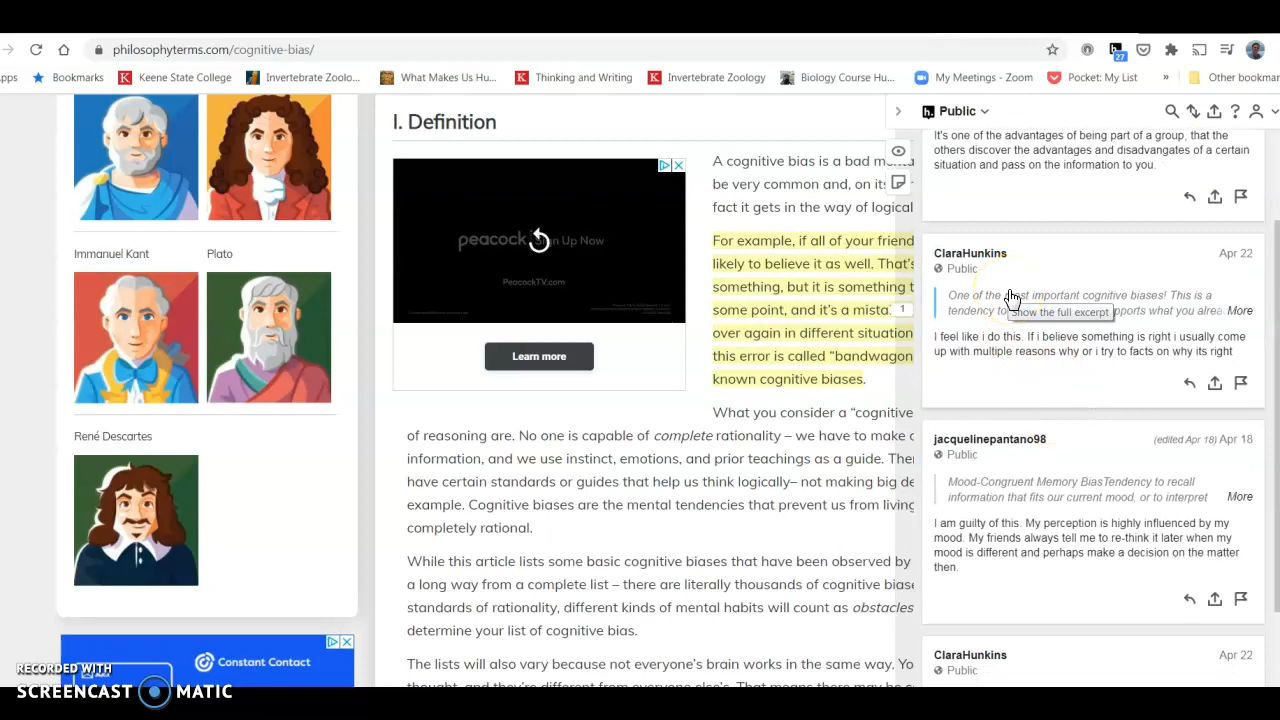 philosophyterms.com/cognitive-bias/
27
Apps
Bookmarks
Keene State College
Invertebrate Zoolo...
What Makes Us Hu...
Thinking and Writing
Invertebrate Zoology
Biology Course Hu...
My Meetings - Zoom
Pocket: My List
»
Other bookmar
Immanuel Kant
Plato
René Descartes
Constant Contact
I. Definition
peacock Sign Up Now
PeacockTV.com
Learn more
A cognitive bias is a bad
be very common and, on its
fact it gets in the way of logical
For example, if all of your friend
likely to believe it as well. That's
something, but it is something t
some point, and it's a mista
1
over again in different situation
this error is called "bandwagon
known cognitive biases.
What you consider a "cognitive
of reasoning are. No one is capable of complete rationality – we have to make
information, and we use instinct, emotions, and prior teachings as a guide.
have certain standards or guides that help us think logically– not making big de
example. Cognitive biases are the mental tendencies that prevent us from living
completely rational.
While this article lists some basic cognitive biases that have been observed by
a long way from a complete list – there are literally thousands of cognitive biase
standards of rationality, different kinds of mental habits will count as obstacles
determine your list of cognitive bias.
The lists will also vary because not everyone's brain works in the same way. Yo
Public
It's one of the advantages of being part of a group, that the
others discover the advantages and disadvangates of a certain
situation and pass on the information to you.
ClaraHunkins
Apr 22
Public
One of the most important cognitive biases! This is a
tendency to
pports what you alrea
More
Show the full excerpt
I feel like i do this. If i believe something is right i usually come
up with multiple reasons why or i try to facts on why its right
jacquelinepantano98
(edited Apr 18) Apr 18
Public
Mood-Congruent Memory BiasTendency to recall
information that fits our current mood, or to interpret
More
I am guilty of this. My perception is highly influenced by my
mood. My friends always tell me to re-think it later when my
mood is different and perhaps make a decision on the matter
then.
ClaraHunkins
Apr 22
Public
RECORDED WITH
SCREENCAST MATIC